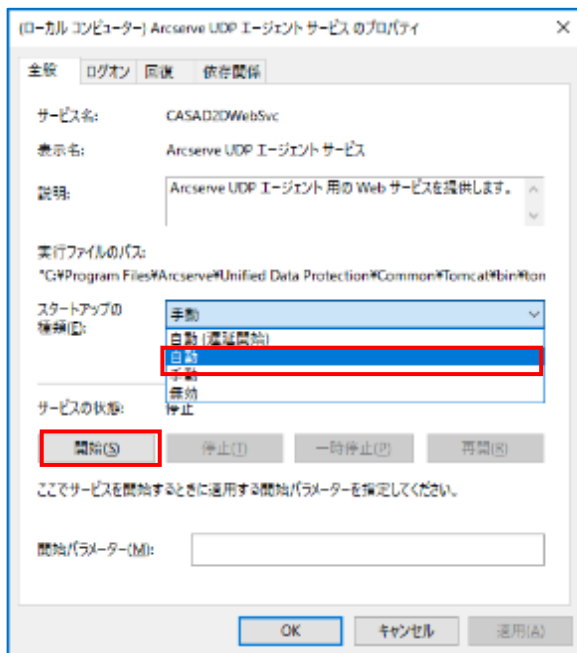 (ローカル コンピューター) Arcserve UDP エージェント サービス のプロパティ
全般 ログオン 回復 依存関係
サービス名: CASAD2DWebSvc
表示名: Arcserve UDP エージェント サービス
説明: Arcserve UDP エージェント 用の Web サービスを提供します。
実行ファイルのパス:
"C:¥Program Files¥Arcserve¥Unified Data Protection¥Common¥Tomcat¥bin¥tom
スタートアップの
種類(E): 手動
自動 (遅延開始)
自動
手動
無効
サービスの状態: 停止
開始(S) 停止(T) 一時停止(P) 再開(R)
ここでサービスを開始するときに適用する開始パラメーターを指定してください。
開始パラメーター(M):
OK キャンセル 適用(A)